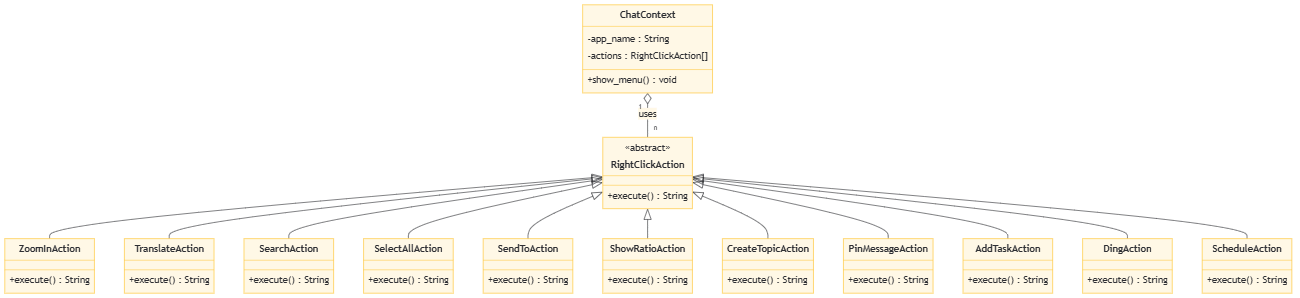 ChatContext
-app_name : String
-actions : RightClickAction[]
+show_menu() : void
1
uses
n
«abstract»
RightClickAction
+execute() : String
ZoomInAction
+execute() : String
TranslateAction
+execute() : String
SearchAction
+execute() : String
SelectAllAction
+execute() : String
SendToAction
+execute() : String
ShowRatioAction
+execute() : String
CreateTopicAction
+execute() : String
PinMessageAction
+execute() : String
AddTaskAction
+execute() : String
DingAction
+execute() : String
ScheduleAction
+execute() : String